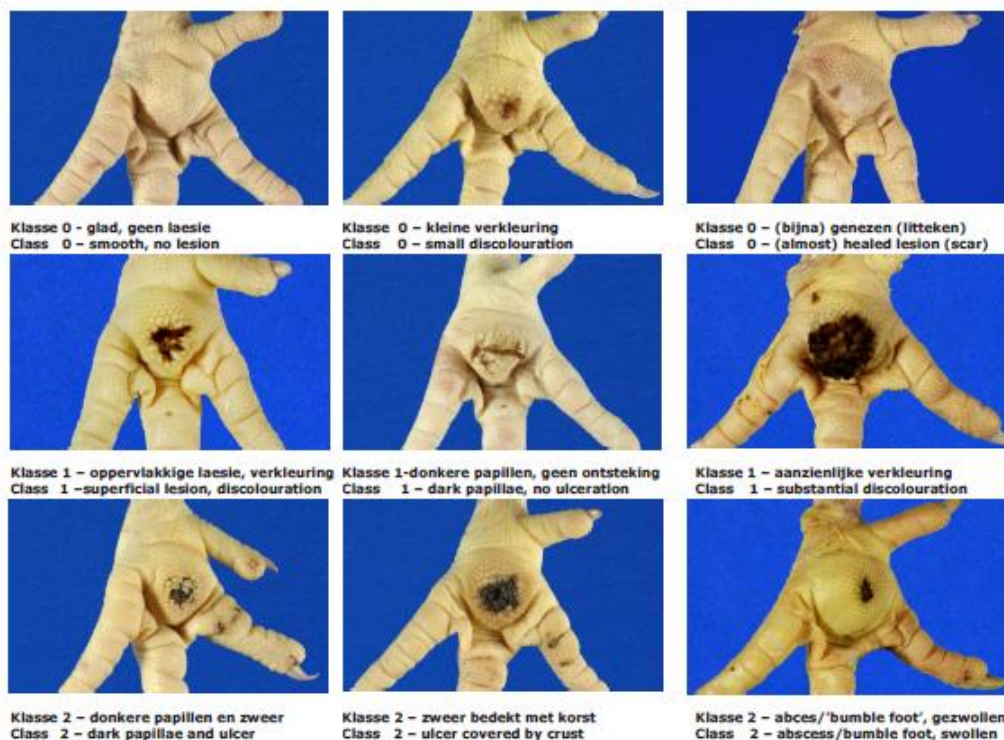 Klasse 0 - glad, geen laesie
Class 0 – smooth, no lesion
Klasse 0 – kleine verkleuring
Class 0 – small discolouration
Klasse 0 – (bijna) genezen (litteken)
Class 0 – (almost) healed lesion (scar)
Klasse 1 – oppervlakkige laesie, verkleuring
Class 1 –superficial lesion, discolouration
Klasse 1-donkere papillen, geen ontsteking
Class 1 – dark papillae, no ulceration
Klasse 1 – aanzienlijke verkleuring
Class 1 – substantial discolouration
Klasse 2 – donkere papillen en zweer
Class 2 – dark papillae and ulcer
Klasse 2 – zweer bedekt met korst
Class 2 – ulcer covered by crust
Klasse 2 – abces/'bumble foot', gezwollen
Class 2 – abscess/bumble foot, swollen